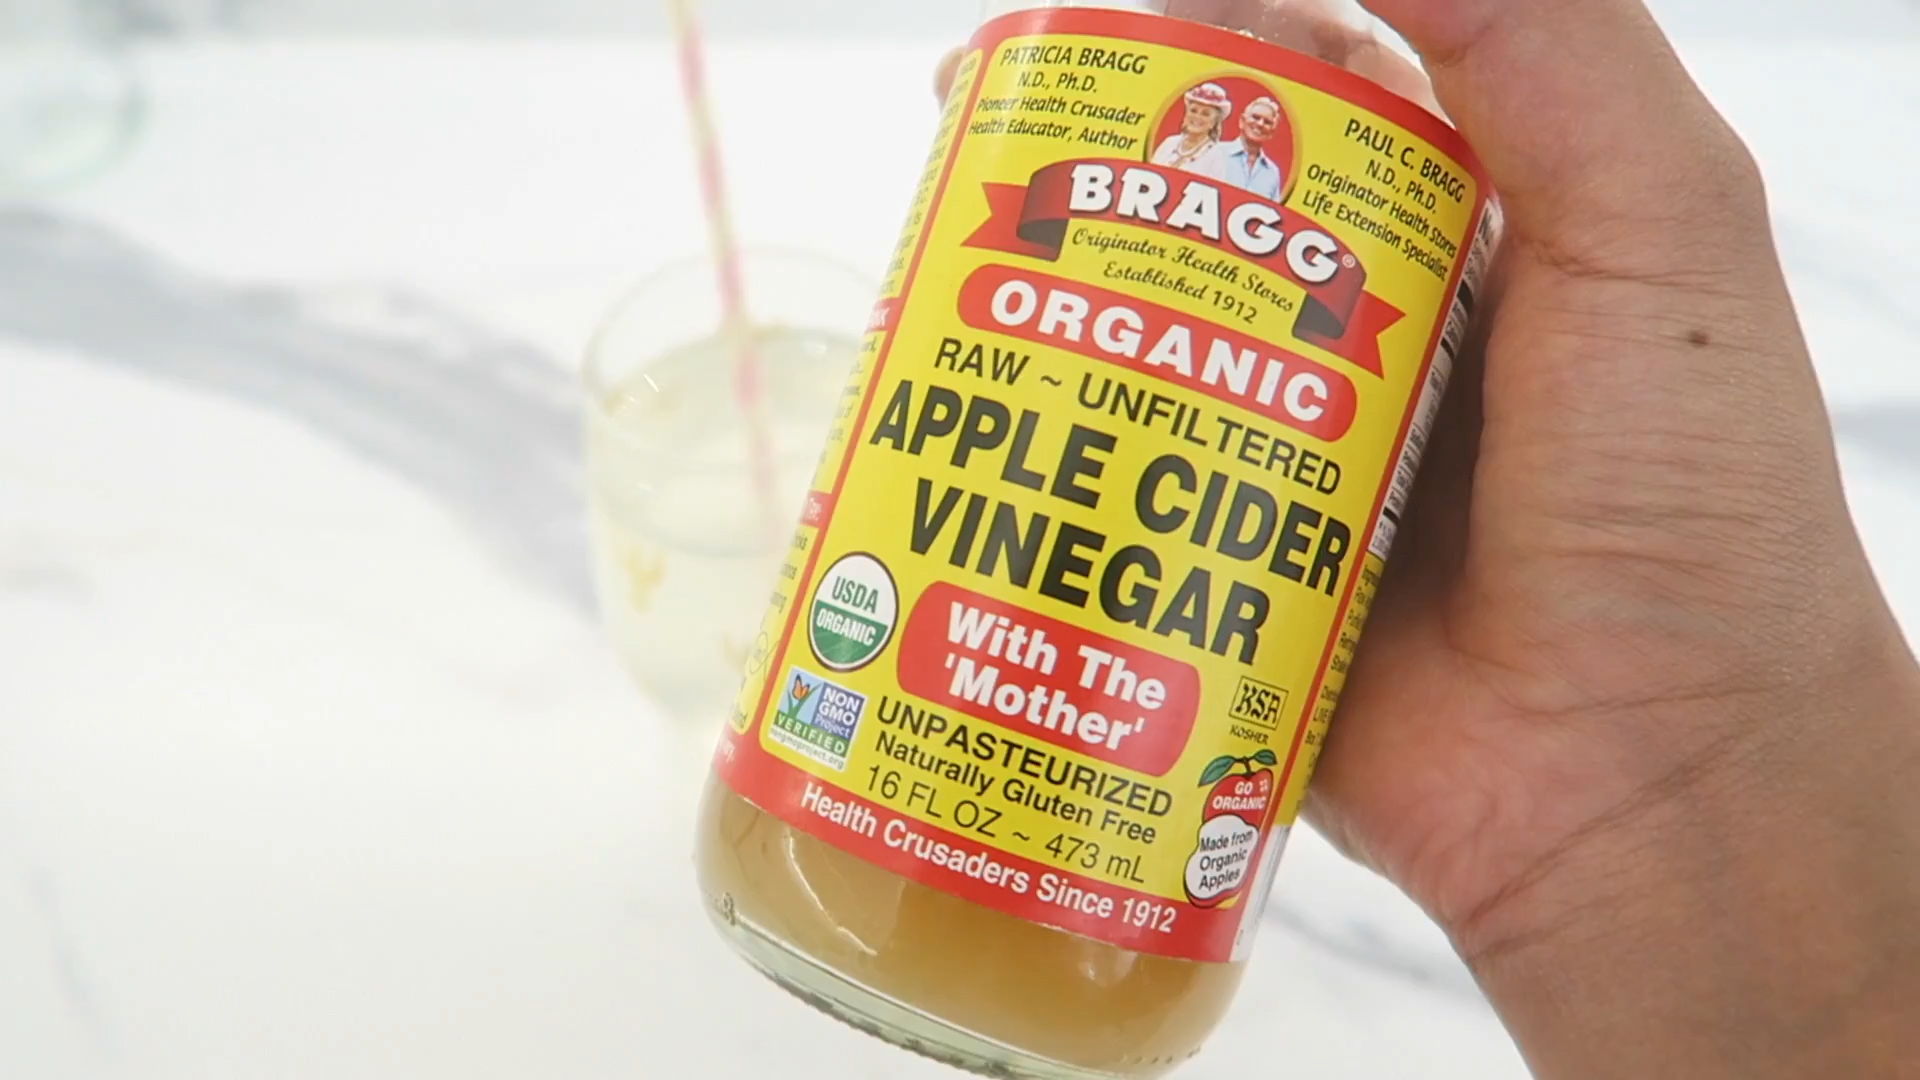 PATRICIA BRAGG
N.D., Ph.D.
Pioneer Health Crusader
Health Educator, Author
PAUL C. BRAGG
N.D., Ph.D.
Originator Health Stores
Life Extension Specialist
BRAGG®
Originator Health Stores
Established 1912
ORGANIC
RAW ~ UNFILTERED
APPLE CIDER
VINEGAR
USDA
ORGANIC
With The
'Mother'
NON
GMO
Project
VERIFIED
nongmoproject.org
KSA
KOSHER
UNPASTEURIZED
Naturally Gluten Free
16 FL OZ ~ 473 mL
GO
ORGANIC
Made from
Organic
Apples
Health Crusaders Since 1912